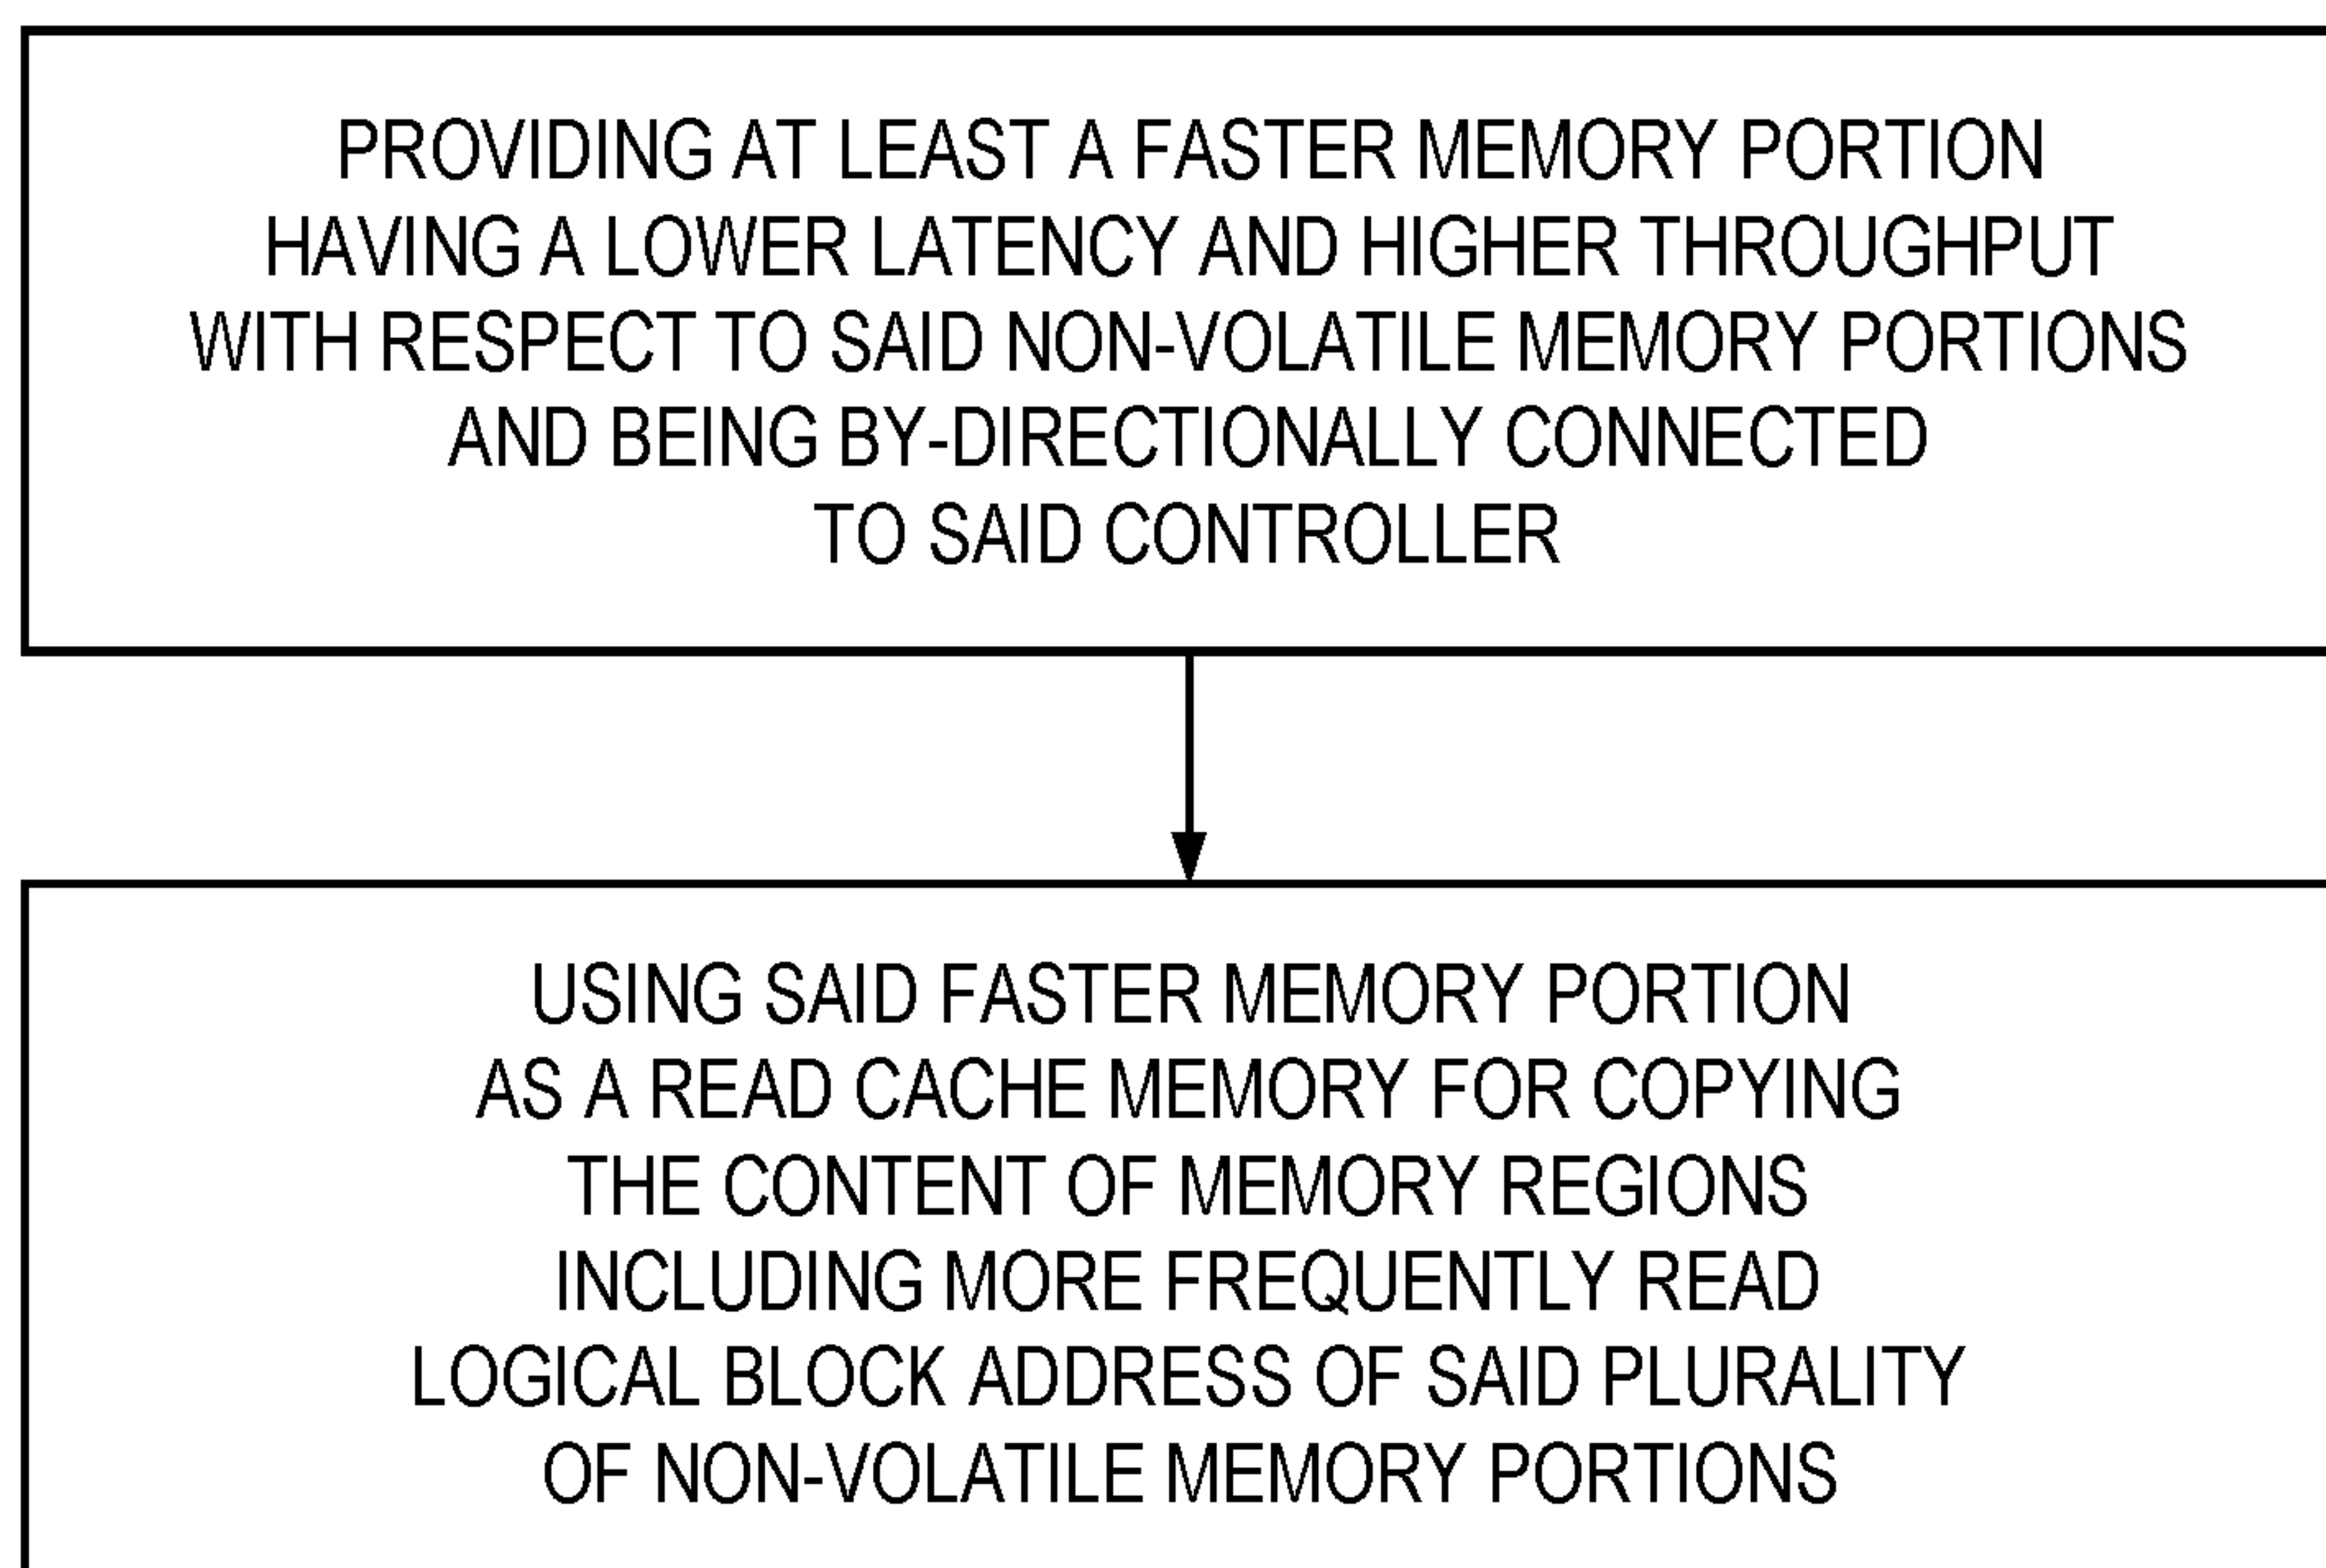 PROVIDING AT LEAST A FASTER MEMORY PORTION
HAVING A LOWER LATENCY AND HIGHER THROUGHPUT
WITH RESPECT TO SAID NON-VOLATILE MEMORY PORTIONS
AND BEING BY-DIRECTIONALLY CONNECTED
TO SAID CONTROLLER
USING SAID FASTER MEMORY PORTION
AS A READ CACHE MEMORY FOR COPYING
THE CONTENT OF MEMORY REGIONS
INCLUDING MORE FREQUENTLY READ
LOGICAL BLOCK ADDRESS OF SAID PLURALITY
OF NON-VOLATILE MEMORY PORTIONS